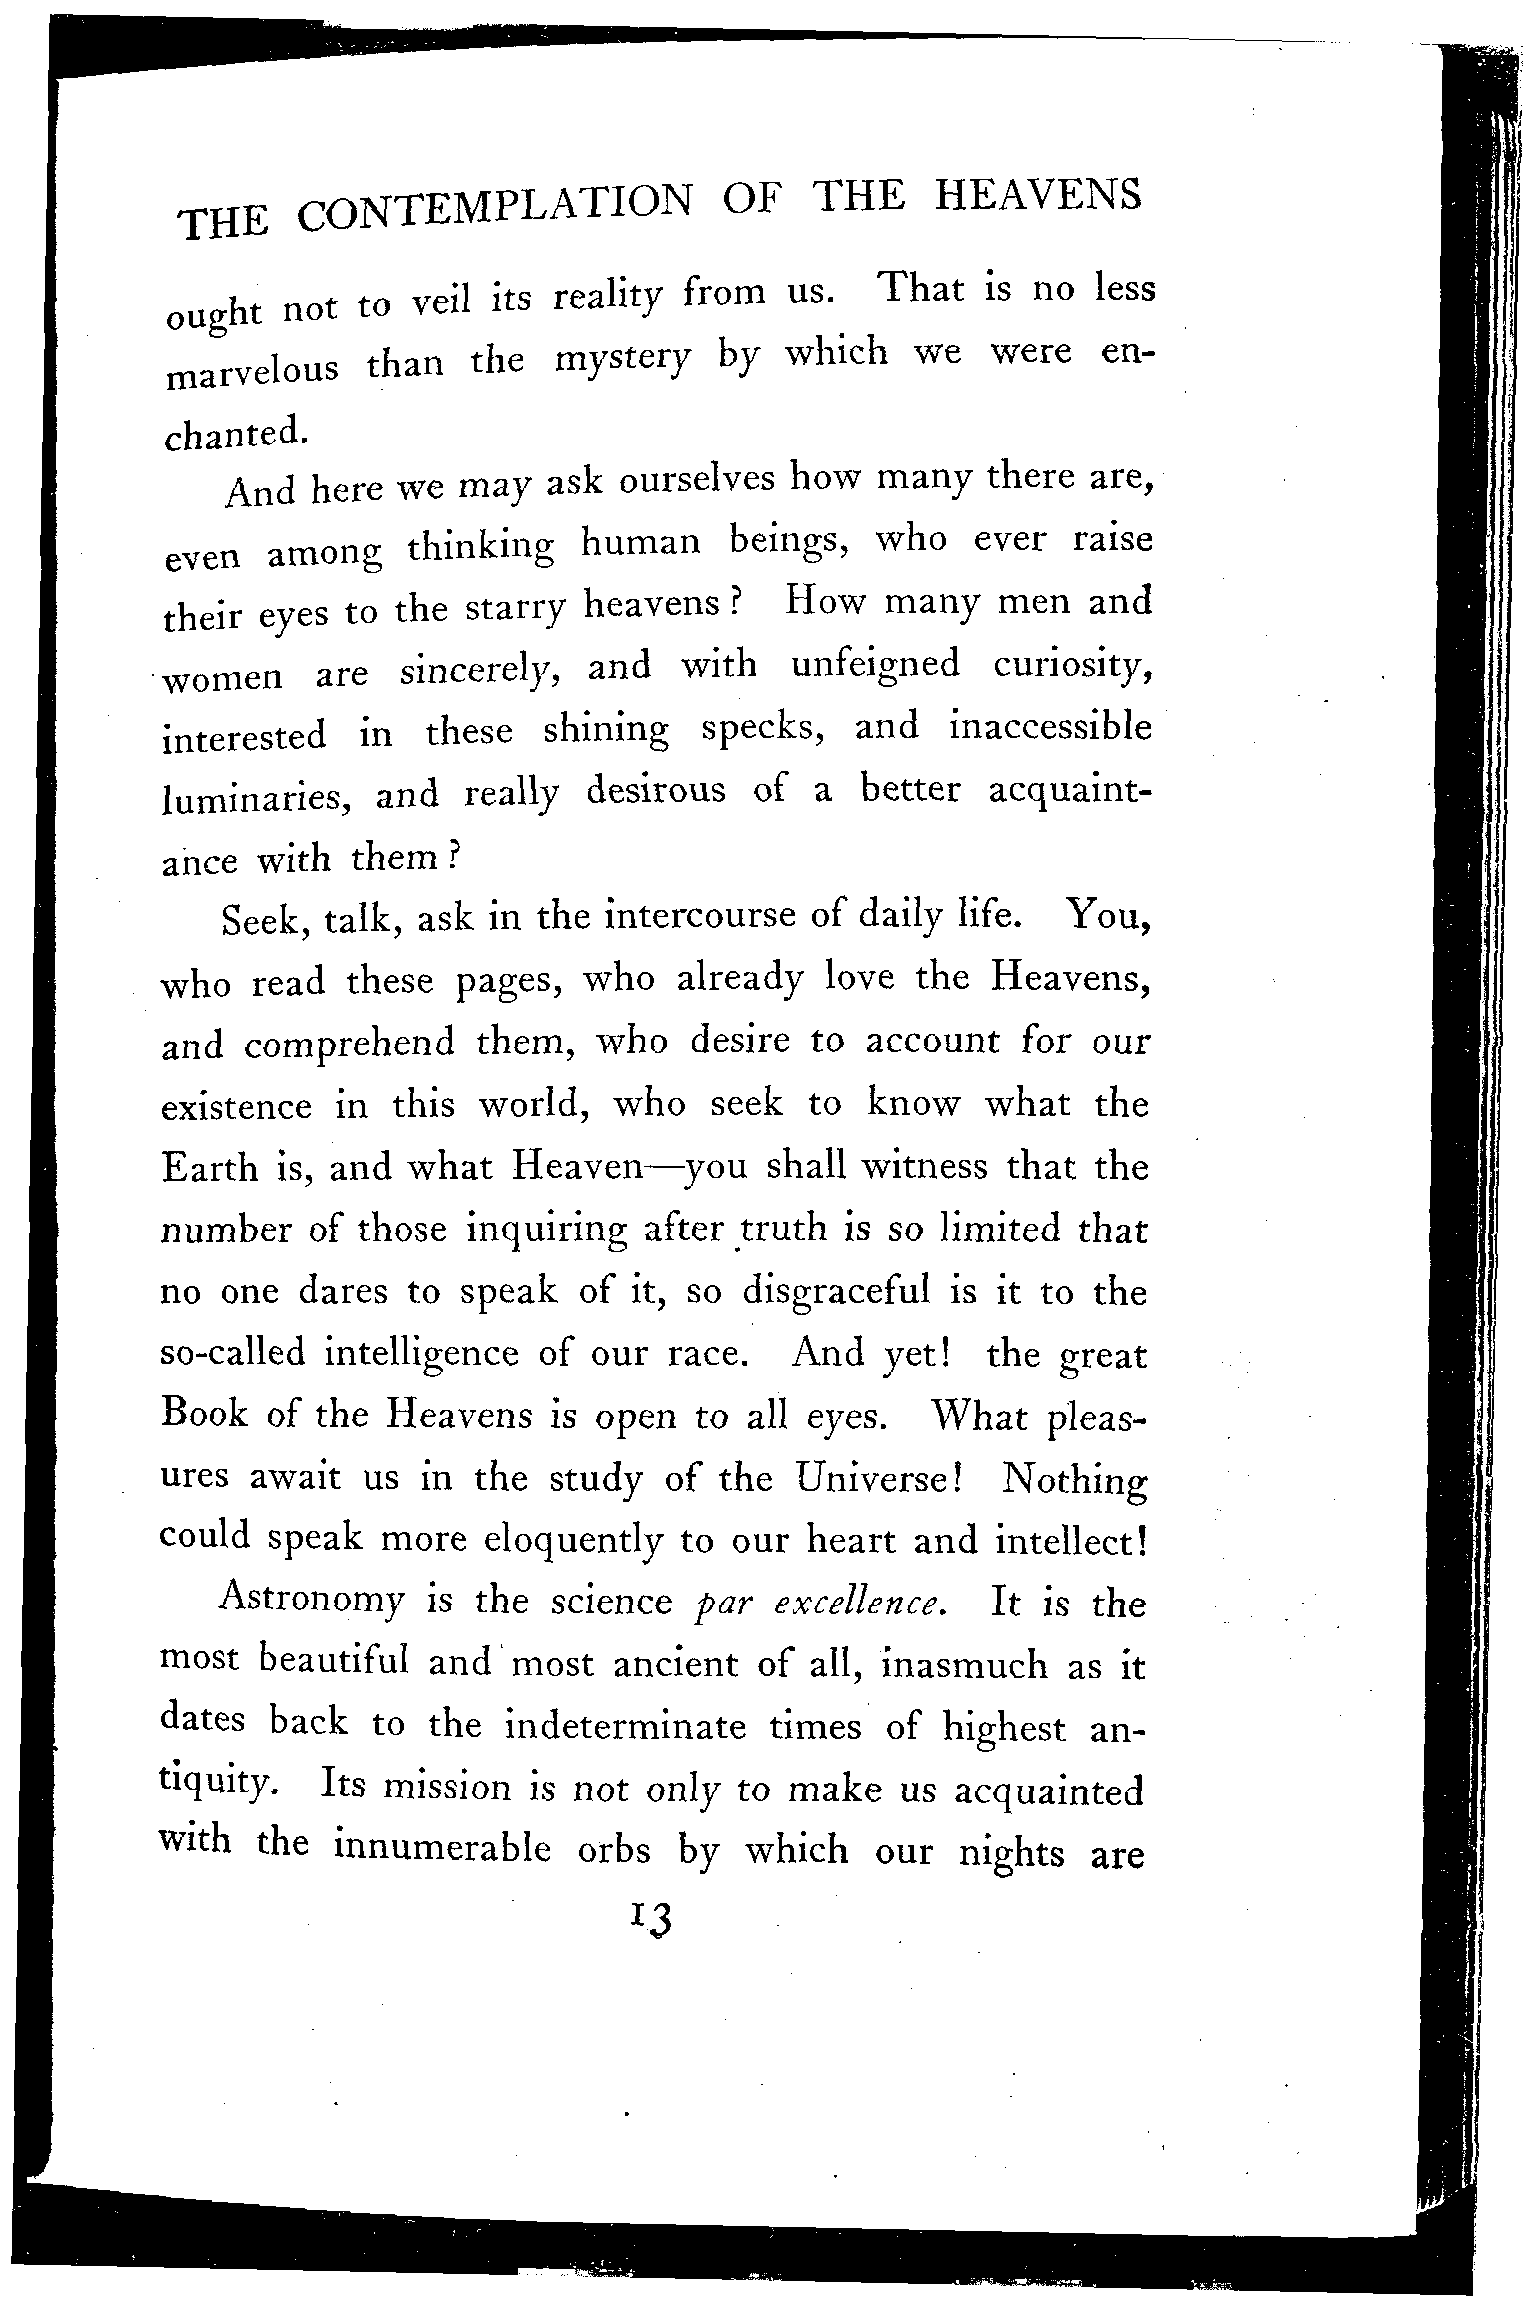 THE CONTEMPLATION OF THE HEAVENS
ought not to veil its reality from us. That is no less
marvelous than the mystery by which we were en-
chanted.
And here we may ask ourselves how many there are,
even among thinking human beings, who ever raise
their eyes to the starry heavens? How many men and
women are sincerely, and with unfeigned curiosity,
interested in these shining specks, and inaccessible
luminaries, and really desirous of a better acquaint-
ance with them?
Seek, talk, ask in the intercourse of daily life. You,
who read these pages, who already love the Heavens,
and comprehend them, who desire to account for our
existence in this world, who seek to know what the
Earth is, and what Heaven—you shall witness that the
number of those inquiring after truth is so limited that
no one dares to speak of it, so disgraceful is it to the
so-called intelligence of our race. And yet! the great
Book of the Heavens is open to all eyes. What pleas-
ures await us in the study of the Universe! Nothing
could speak more eloquently to our heart and intellect!
Astronomy is the science par excellence. It is the
most beautiful and most ancient of all, inasmuch as it
dates back to the indeterminate times of highest an-
tiquity. Its mission is not only to make us acquainted
with the innumerable orbs by which our nights are
13